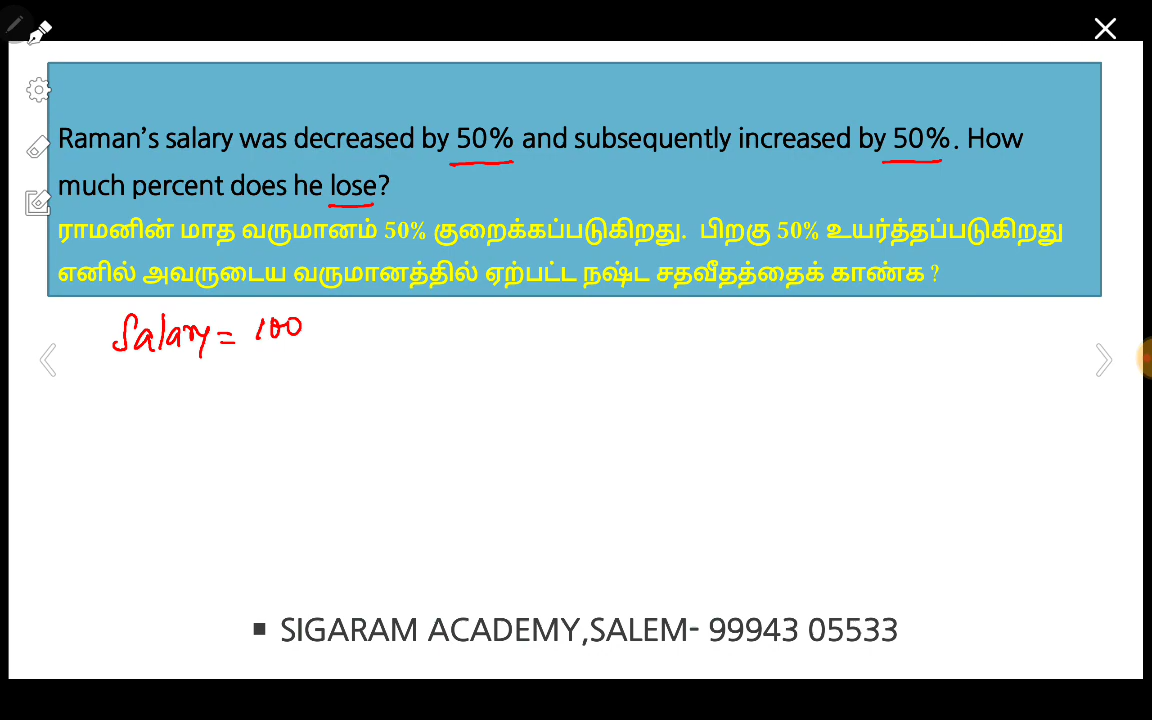 Raman’s salary was decreased by 50% and subsequently increased by 50%. How
much percent does he lose?
ராமனின் மாத வருமானம் 50% குறைக்கப்படுகிறது. பிறகு 50% உயர்த்தப்படுகிறது
எனில் அவருடைய வருமானத்தில் ஏற்பட்ட நஷ்ட சதவீதத்தைக் காண்க ?
Salary = 100
▪ SIGARAM ACADEMY,SALEM- 99943 05533